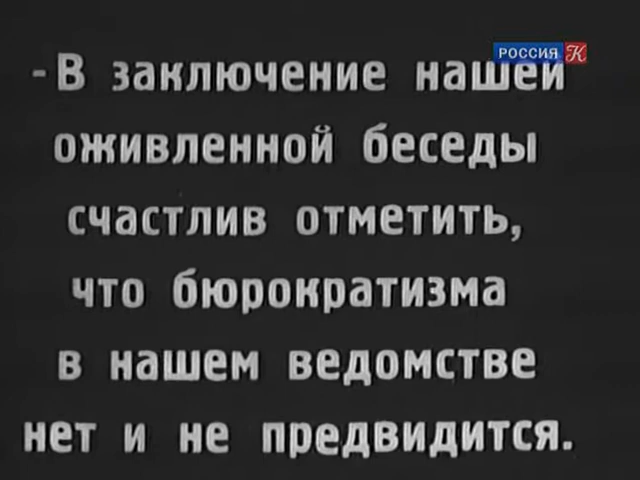 РОССИЯ К
-В заключение нашей
оживленной беседы
счастлив отметить,
что бюрократизма
в нашем ведомстве
нет и не предвидится.